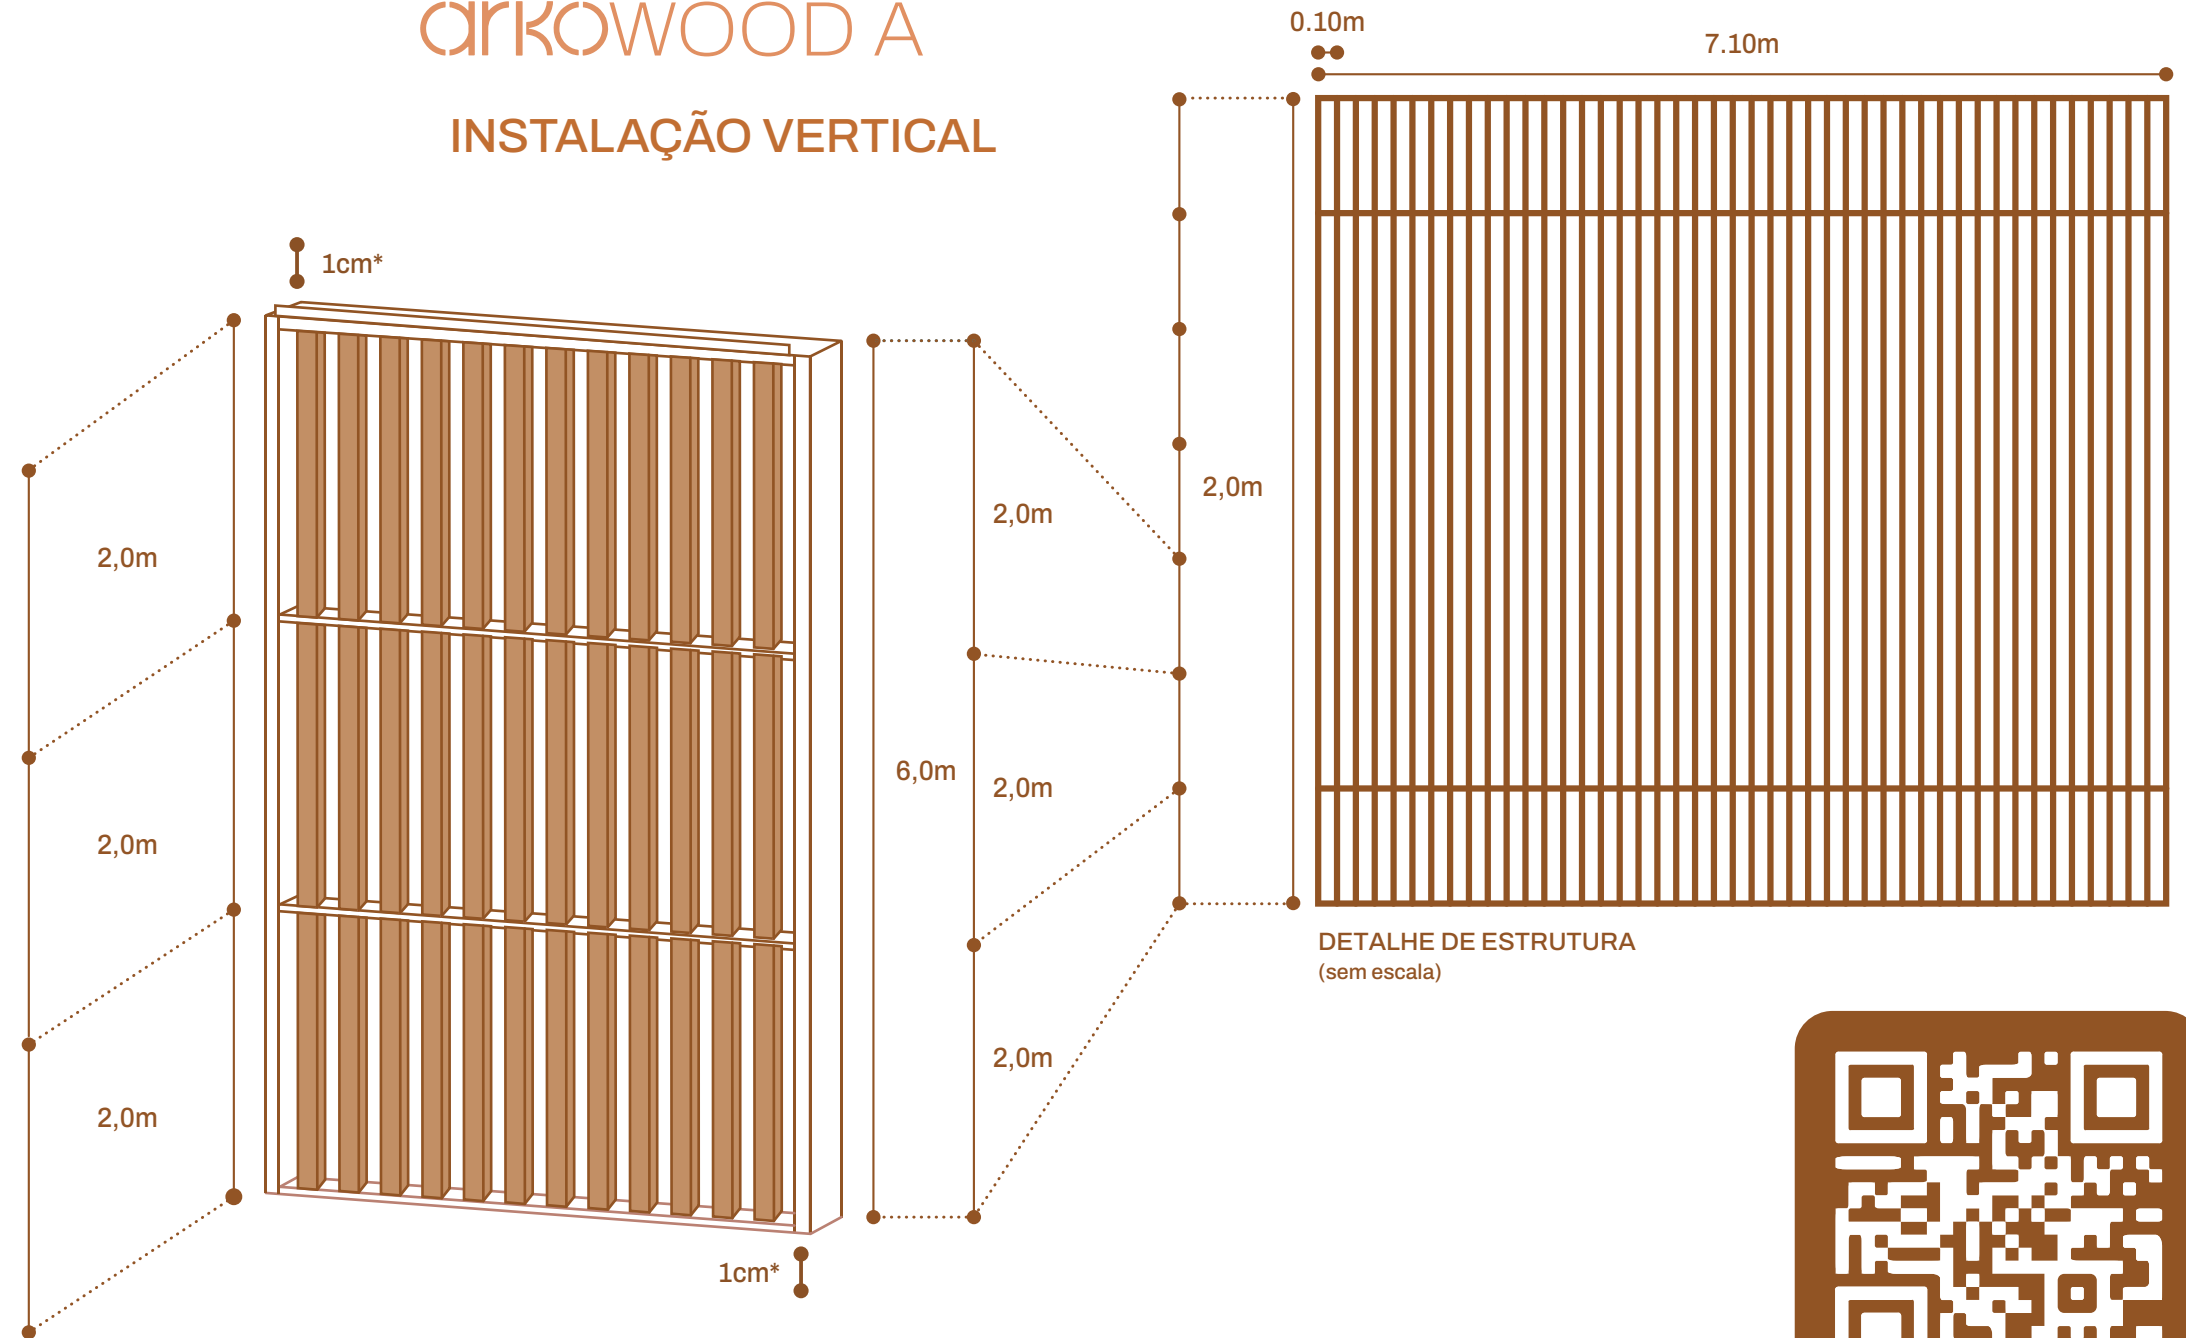 arkoWOOD A
INSTALAÇÃO VERTICAL
1cm*
2,0m
2,0m
2,0m
6,0m
2,0m
2,0m
2,0m
1cm*
0.10m
7.10m
2,0m
DETALHE DE ESTRUTURA
(sem escala)